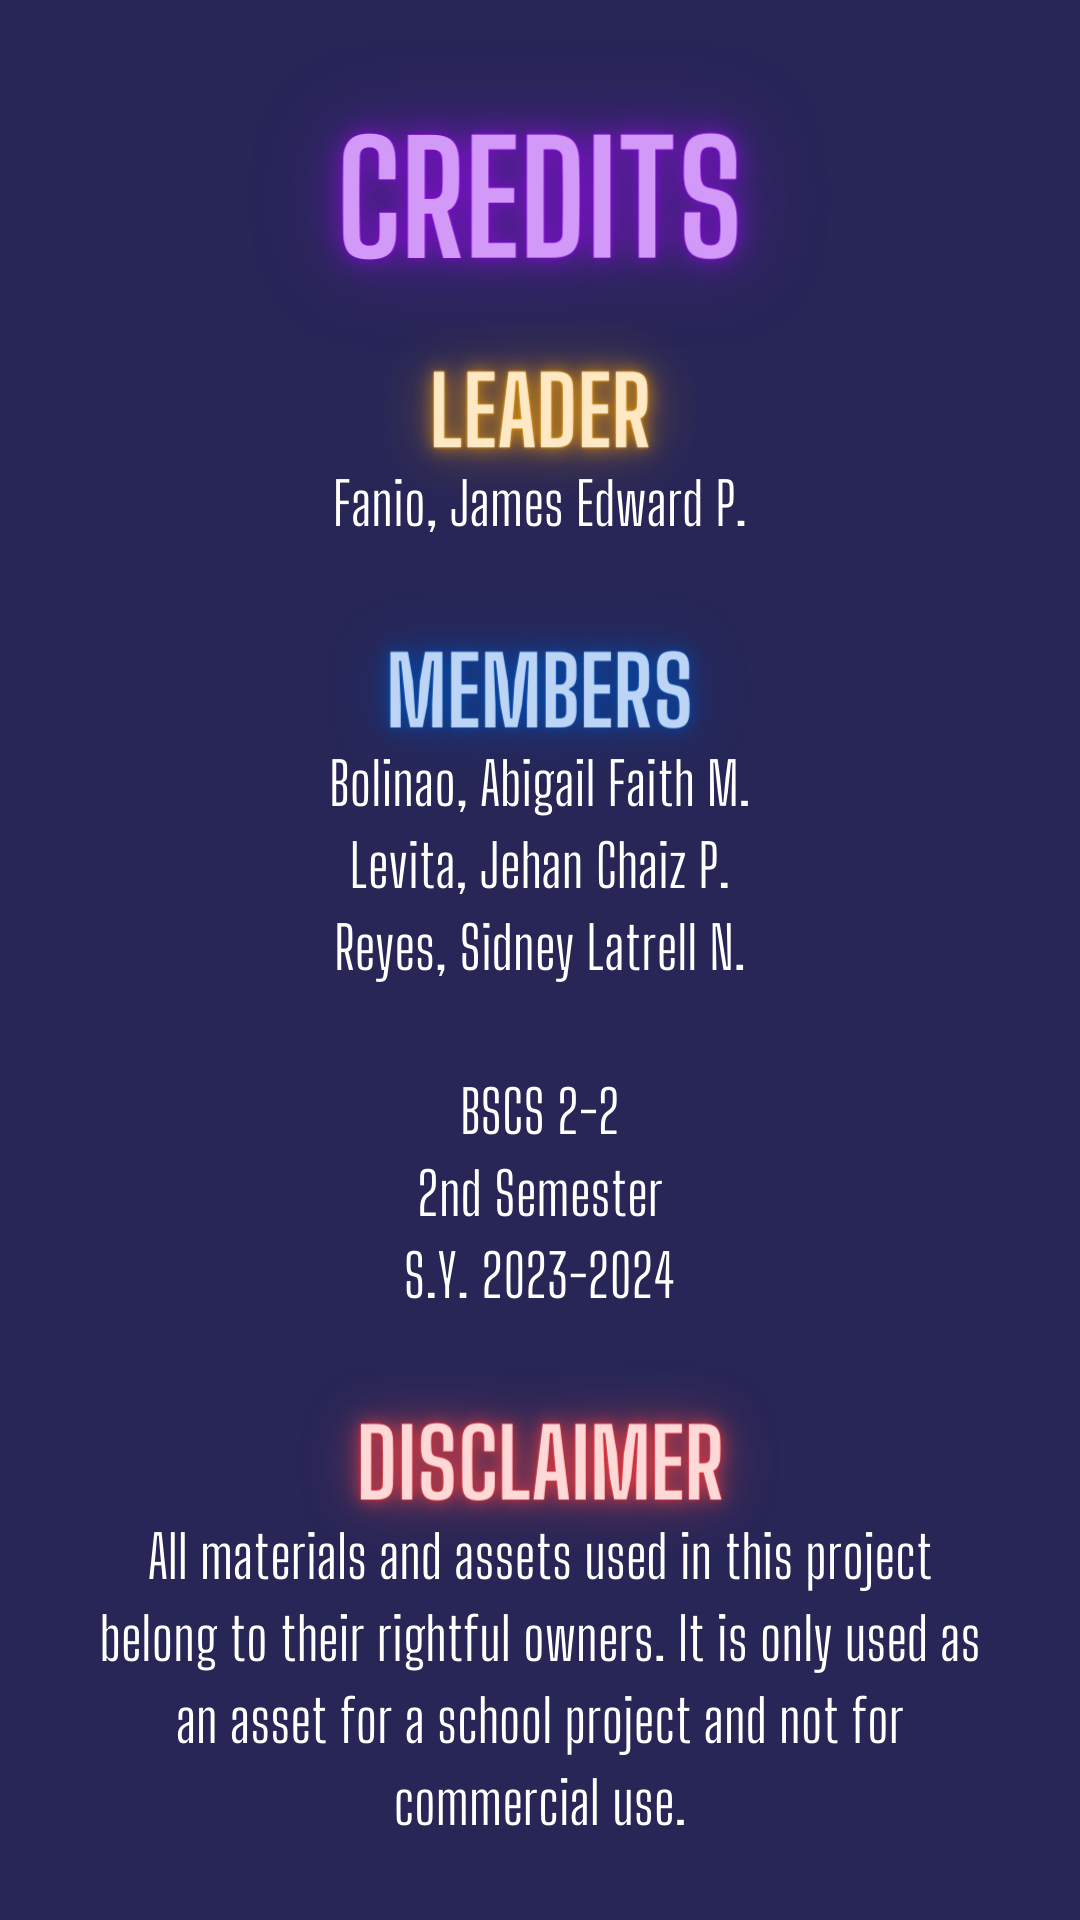 CREDITS
LEADER
Fanio, James Edward P.
MEMBERS
Bolinao, Abigail Faith M.
Levita, Jehan Chaiz P.
Reyes, Sidney Latrell N.
BSCS 2-2
2nd Semester
S.Y. 2023-2024
DISCLAIMER
All materials and assets used in this project
belong to their rightful owners. It is only used as
an asset for a school project and not for
commercial use.